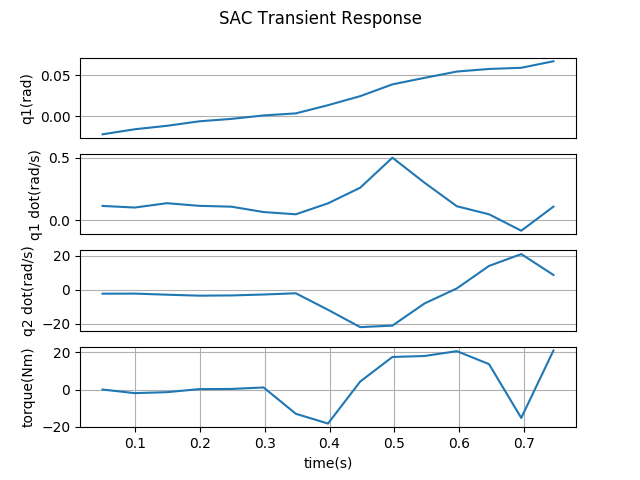 SAC Transient Response
q1(rad)
0.05
0.00
q1 dot(rad/s)
0.5
0.0
q2 dot(rad/s)
20
0
−20
torque(Nm)
20
0
−20
0.1 0.2 0.3 0.4 0.5 0.6 0.7
time(s)